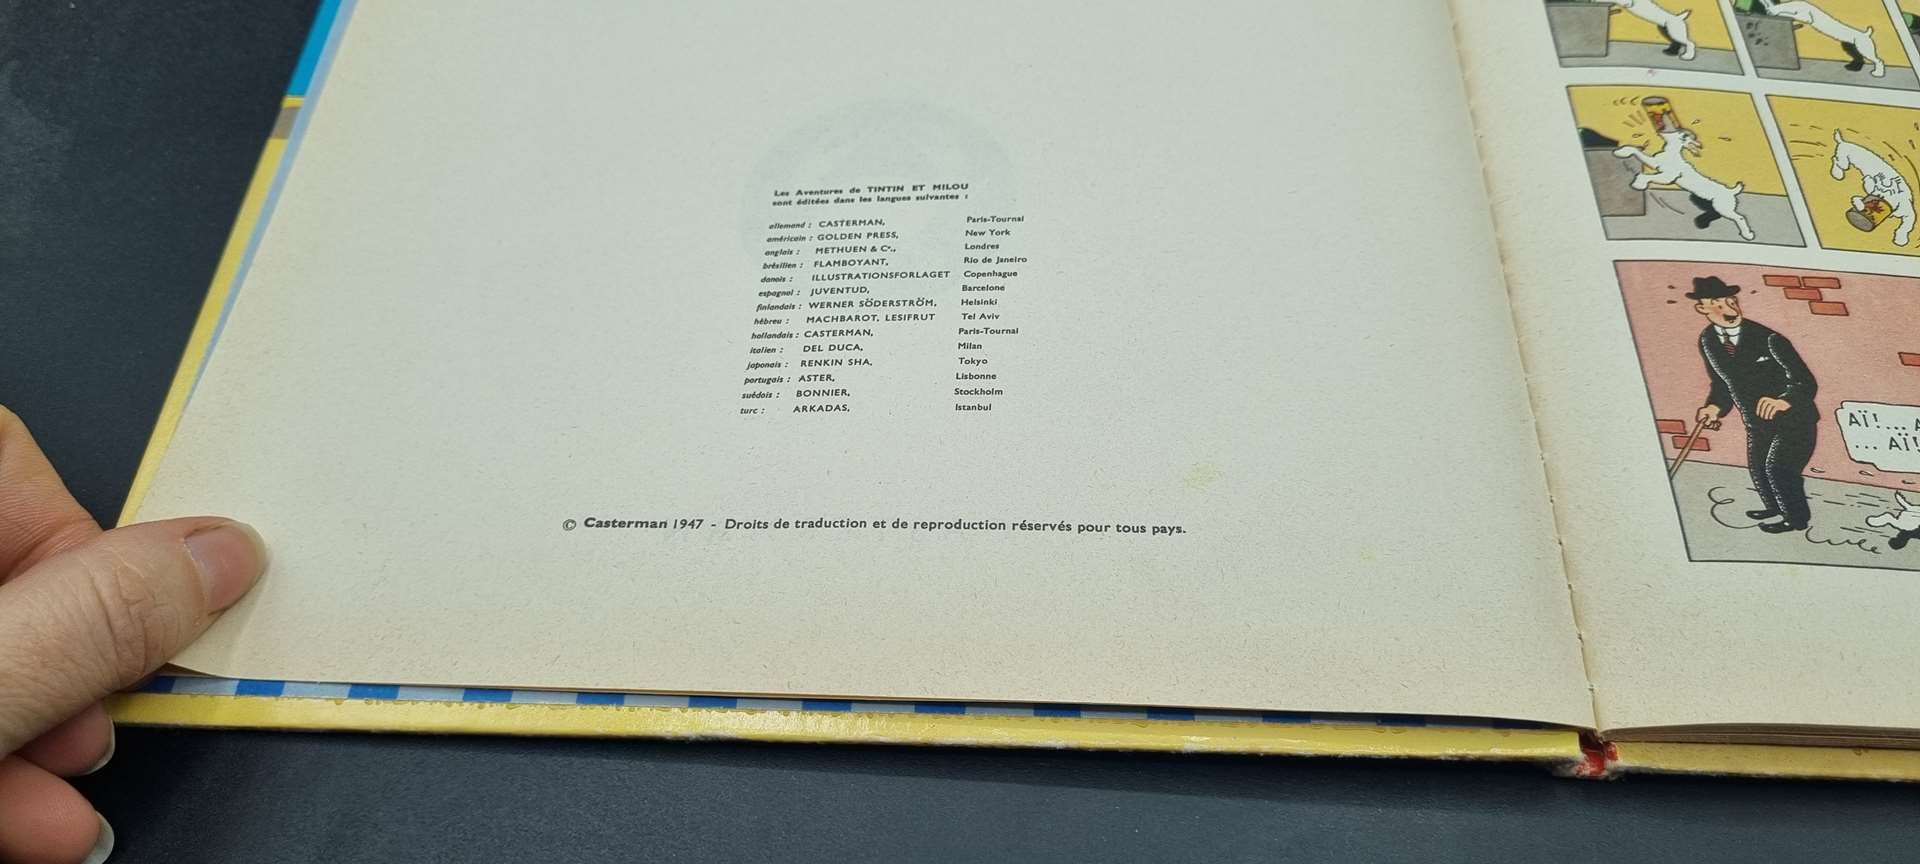 Les Aventures de TINTIN ET MILOU
sont éditées dans les langues suivantes :
allemand : CASTERMAN, Paris-Tournai
américain : GOLDEN PRESS, New York
anglais : METHUEN & Cº., Londres
brésilien : FLAMBOYANT, Rio de Janeiro
danois : ILLUSTRATIONSFORLAGET Copenhague
espagnol : JUVENTUD, Barcelone
finlandais : WERNER SÖDERSTRÖM, Helsinki
hébreu : MACHBAROT, LESIFRUT Tel Aviv
hollandais : CASTERMAN, Paris-Tournai
italien : DEL DUCA, Milan
japonais : RENKIN SHA, Tokyo
portugais : ASTER, Lisbonne
suédois : BONNIER, Stockholm
turc : ARKADAS, Istanbul
© Casterman 1947 - Droits de traduction et de reproduction réservés pour tous pays.
AÏ!...
... AÏ!